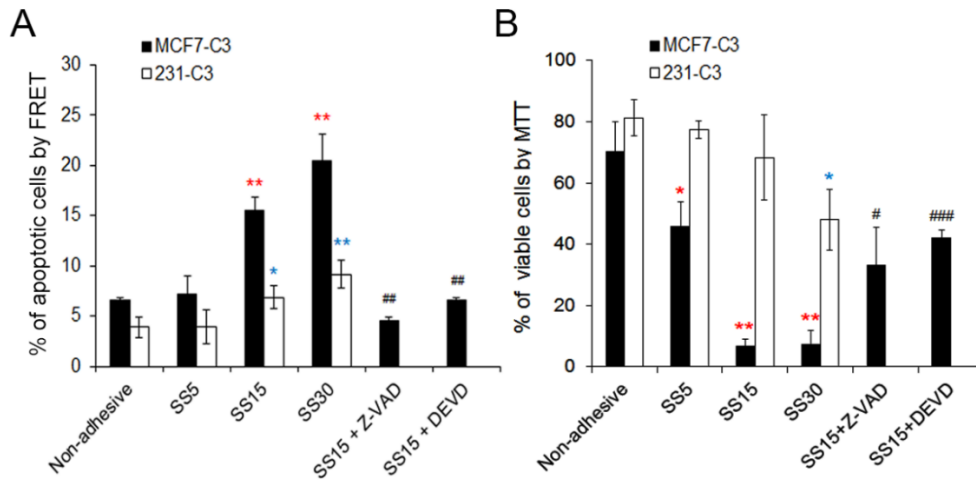 A
MCF7-C3
231-C3
% of apoptotic cells by FRET
30
25
20
15
10
5
0
**
**
*
**
##
##
Non-adhesive
SS5
SS15
SS30
SS15 + Z-VAD
SS15 + DEVD
B
MCF7-C3
231-C3
% of viable cells by MTT
100
80
60
40
20
0
*
**
**
*
#
###
Non-adhesive
SS5
SS15
SS30
SS15+Z-VAD
SS15+DEVD